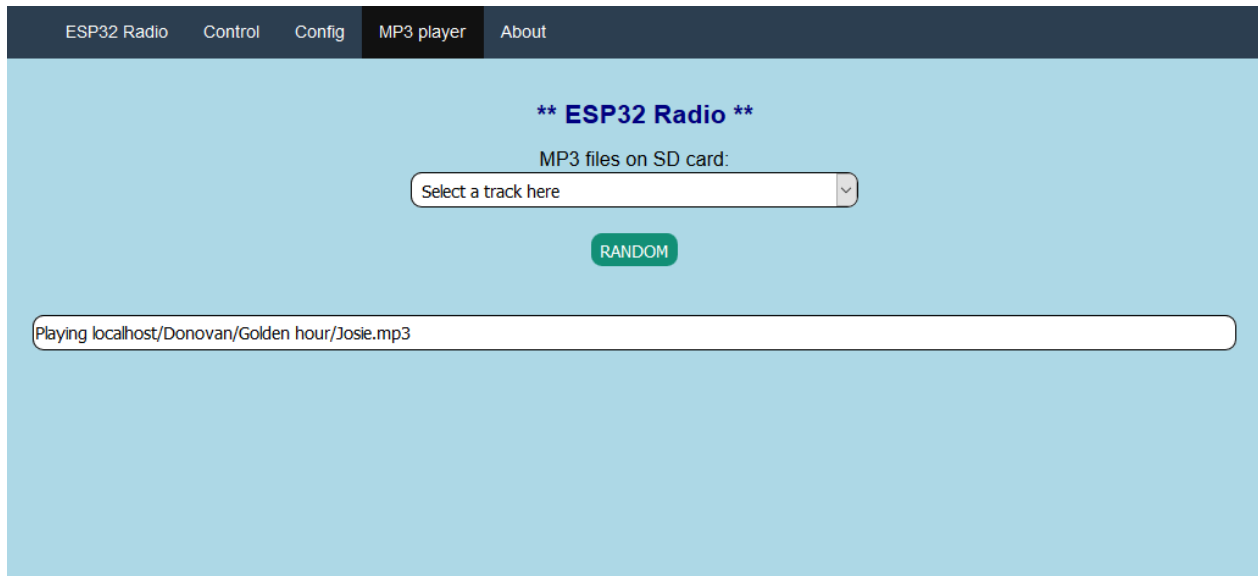 ESP32 Radio Control Config MP3 player About
** ESP32 Radio **
MP3 files on SD card:
Select a track here
RANDOM
Playing localhost/Donovan/Golden hour/Josie.mp3